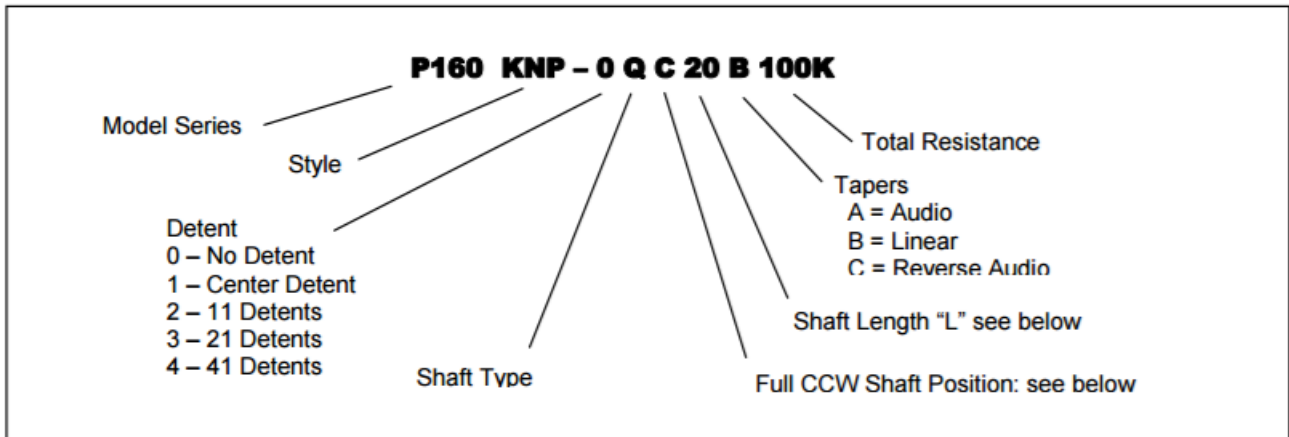 P160 KNP – 0 Q C 20 B 100K
Model Series
Style
Detent
0 – No Detent
1 – Center Detent
2 – 11 Detents
3 – 21 Detents
4 – 41 Detents
Shaft Type
Total Resistance
Tapers
A = Audio
B = Linear
C = Reverse Audio
Shaft Length “L” see below
Full CCW Shaft Position: see below